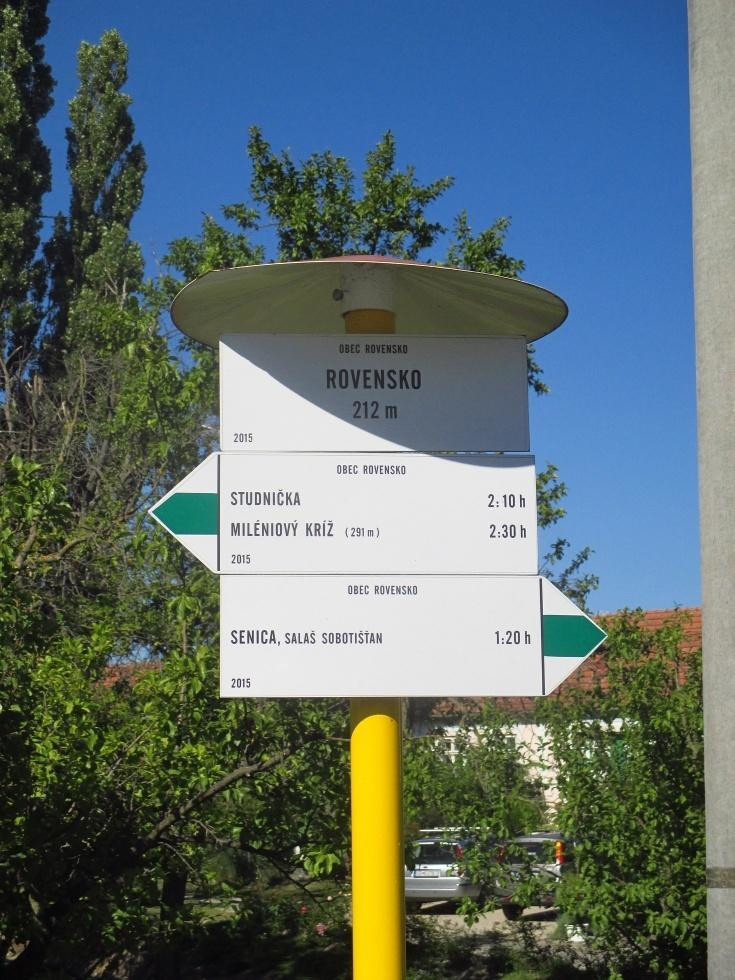 OBEC ROVENSKO
ROVENSKO
212 m
2015
OBEC ROVENSKO
STUDNIČKA 2:10 h
MILÉNIOVÝ KRÍŽ (291 m) 2:30 h
2015
OBEC ROVENSKO
SENICA, SALAŠ SOBOTIŠŤAN 1:20 h
2015